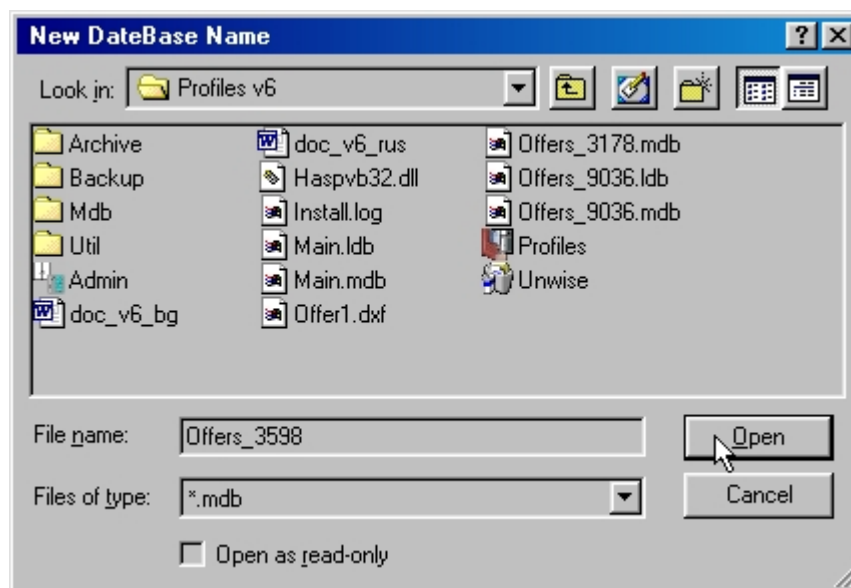 New DateBase Name
Look in: Profiles v6
Archive doc_v6_rus Offers_3178.mdb
Backup Haspvb32.dll Offers_9036.ldb
Mdb Install.log Offers_9036.mdb
Util Main.ldb Profiles
Admin Main.mdb Unwise
doc_v6_bg Offer1.dxf
File name: Offers_3598 Open
Files of type: *.mdb Cancel
Open as read-only